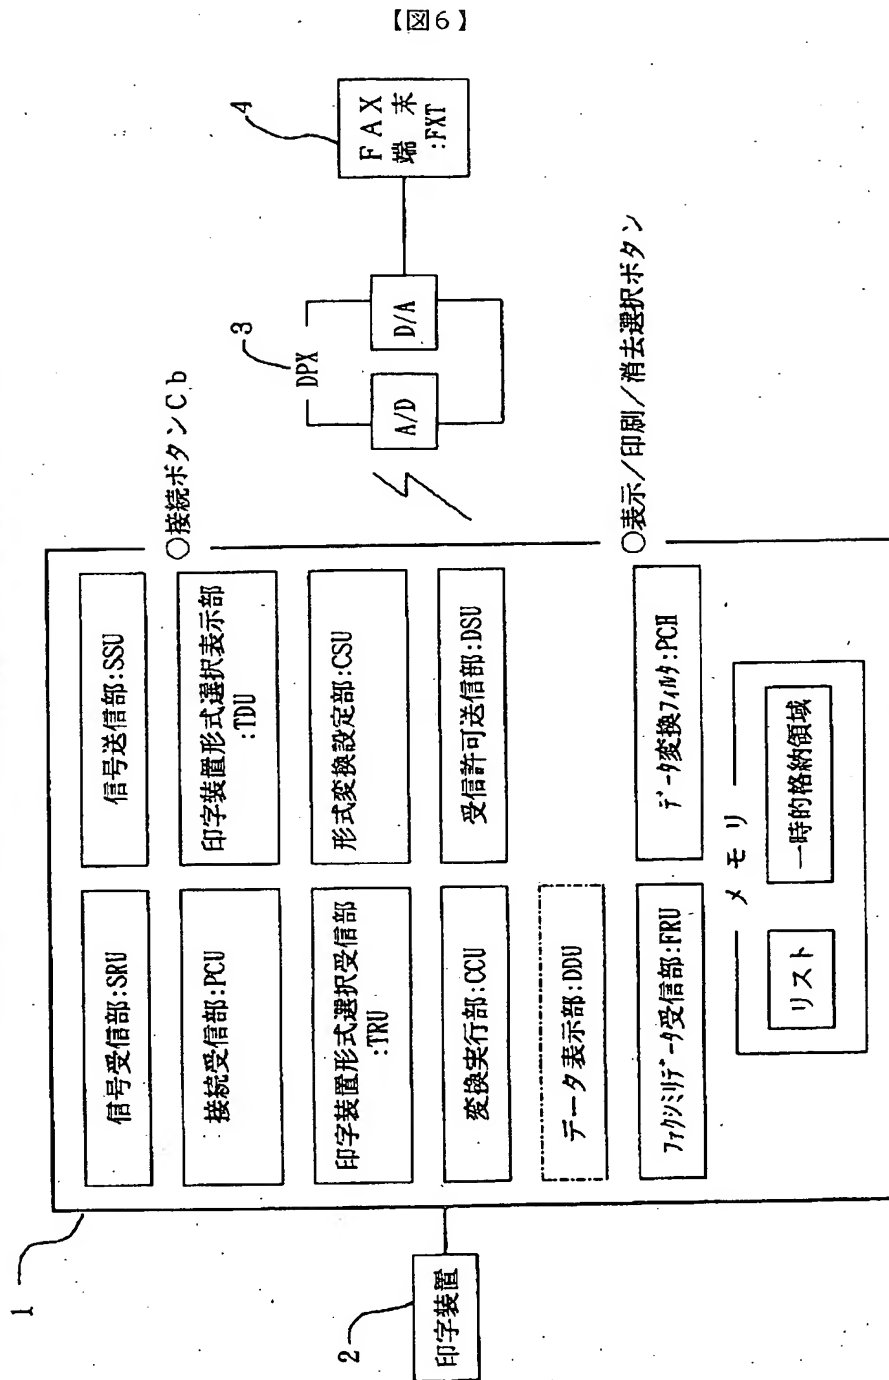 【図6】
1
信号受信部:SRU
信号送信部:SSU
接続受信部:PCU
印字装置形式選択表示部
:TDU
印字装置形式選択受信部
:TRU
形式変換設定部:CSU
変換実行部:CCU
受信許可送信部:DSU
データ表示部:DDU
ファクシミリデータ受信部:FRU
データ変換フィルタ:PCH
メモリ
リスト
一時的格納領域
○接続ボタンCb
○表示/印刷/消去選択ボタン
2
印字装置
3
DPX
A/D
D/A
4
FAX
端末
:FXT